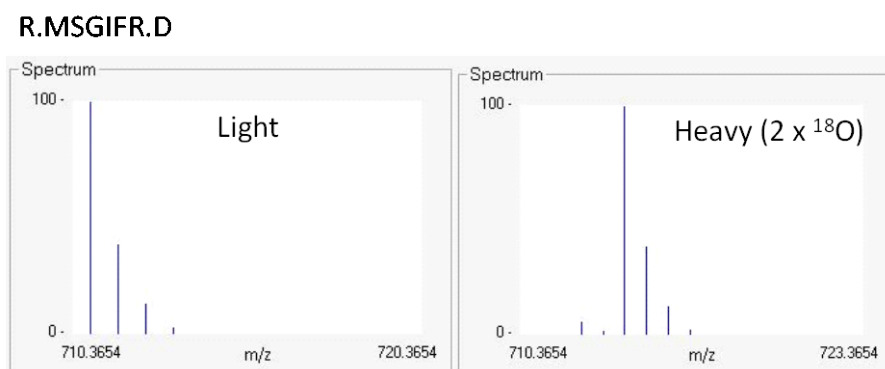 R.MSGIFR.D
Spectrum
100 -
Light
0 -
710.3654
m/z
720.3654
Spectrum
100 -
Heavy (2 x ¹⁸O)
0 -
710.3654
m/z
723.3654